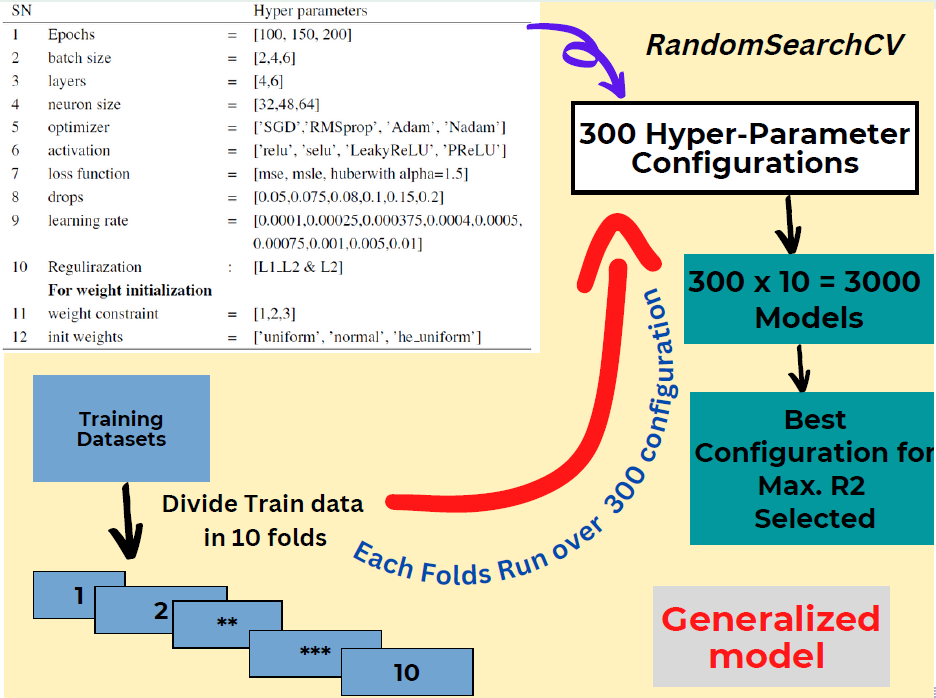 SN Hyper parameters
1 Epochs = [100, 150, 200]
2 batch size = [2,4,6]
3 layers = [4,6]
4 neuron size = [32,48,64]
5 optimizer = ['SGD','RMSprop', 'Adam', 'Nadam']
6 activation = ['relu', 'selu', 'LeakyReLU', 'PReLU']
7 loss function = [mse, msle, huberwith alpha=1.5]
8 drops = [0.05,0.075,0.08,0.1,0.15,0.2]
9 learning rate = [0.0001,0.00025,0.000375,0.0004,0.0005,
0.00075,0.001,0.005,0.01]
10 Regulirazation : [L1_L2 & L2]
For weight initialization
11 weight constraint = [1,2,3]
12 init weights = ['uniform', 'normal', 'he_uniform']
RandomSearchCV
300 Hyper-Parameter
Configurations
300 x 10 = 3000
Models
Best
Configuration for
Max. R2
Selected
Training
Datasets
Divide Train data
in 10 folds
Each Folds Run over 300 configuration
1
2
**
***
10
Generalized
model